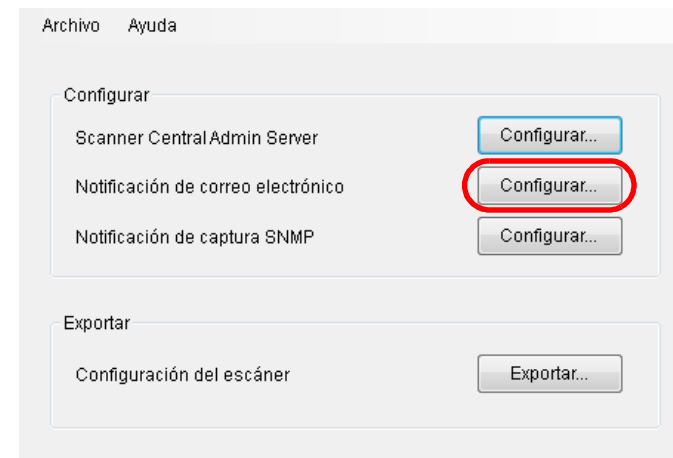 Archivo Ayuda
Configurar
Scanner Central Admin Server Configurar...
Notificación de correo electrónico Configurar...
Notificación de captura SNMP Configurar...
Exportar
Configuración del escáner Exportar...